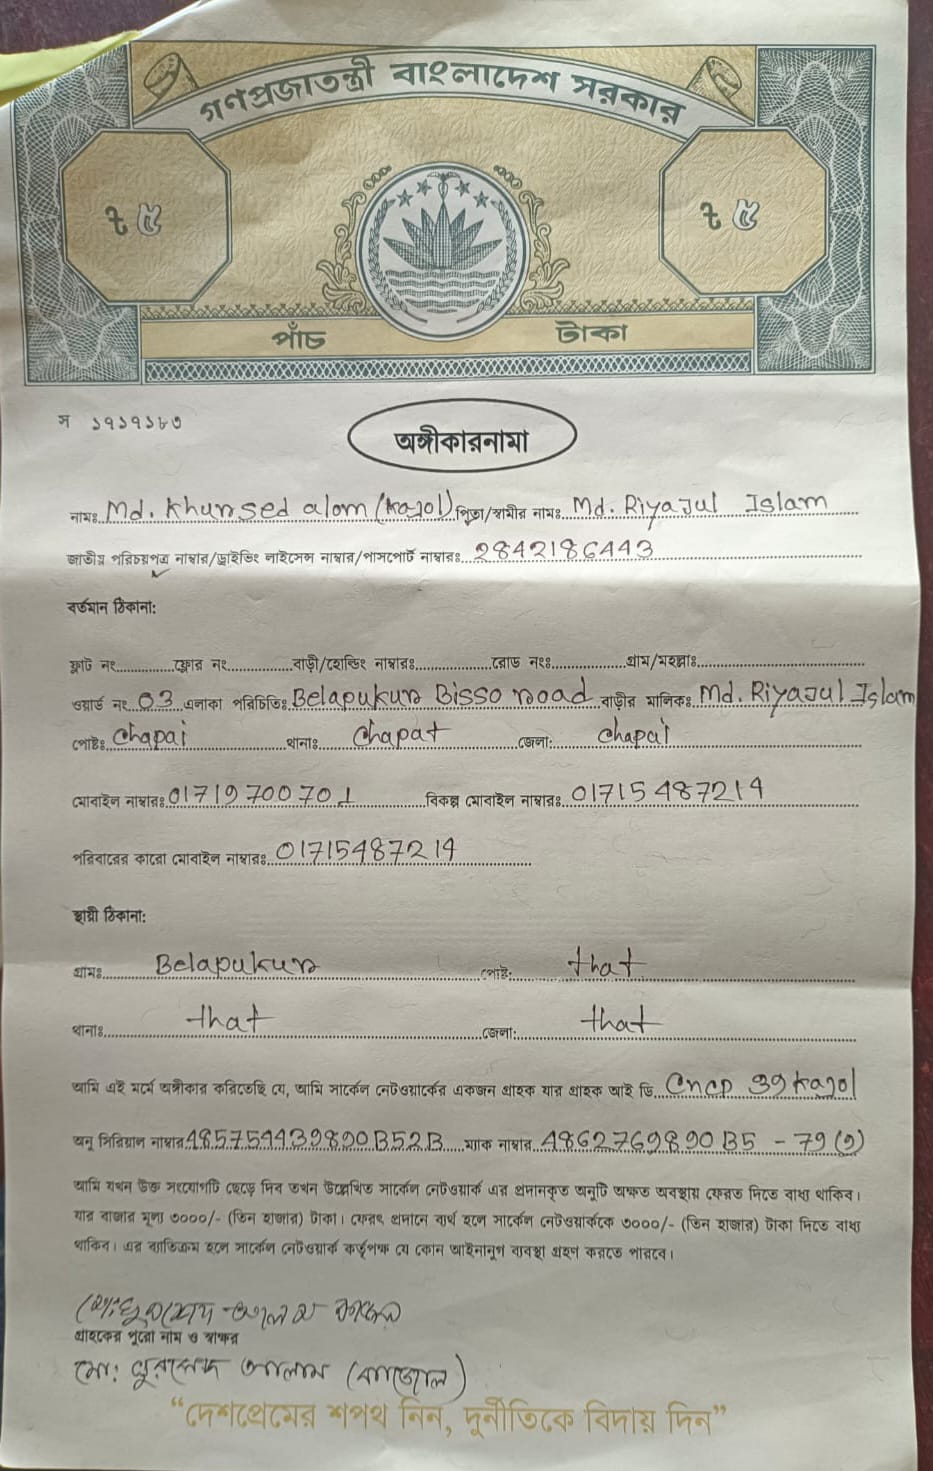 গণপ্রজাতন্ত্রী বাংলাদেশ সরকার
৳ ৫ ৳ ৫
পাঁচ টাকা
স ১৭১৭১৮৩
অঙ্গীকারনামা
নামঃ Md. Khursed alom (kajol) পিতা/স্বামীর নামঃ Md. Riyajul Islam
জাতীয় পরিচয়পত্র নাম্বার/ড্রাইভিং লাইসেন্স নাম্বার/পাসপোর্ট নাম্বারঃ 2842186443
বর্তমান ঠিকানা:
ফ্লাট নং ফ্লোর নং বাড়ী/হোল্ডিং নাম্বারঃ রোড নংঃ গ্রাম/মহল্লাঃ
ওয়ার্ড নং 03 এলাকা পরিচিতিঃ Belapukur Bisso road বাড়ীর মালিকঃ Md. Riyajul Islam
পোষ্টঃ Chapai থানাঃ Chapai জেলা: Chapai
মোবাইল নাম্বারঃ 01719700701 বিকল্প মোবাইল নাম্বারঃ 01715487214
পরিবারের কারো মোবাইল নাম্বারঃ 01715487214
স্থায়ী ঠিকানা:
গ্রামঃ Belapukur পোষ্ট: that
থানাঃ that জেলা: that
আমি এই মর্মে অঙ্গীকার করিতেছি যে, আমি সার্কেল নেটওয়ার্কের একজন গ্রাহক যার গ্রাহক আই ডি cncp 39 kajol
অনু সিরিয়াল নাম্বার 4857544439890B52B ম্যাক নাম্বার 4862769890B5 - 79 (9)
আমি যখন উক্ত সংযোগটি ছেড়ে দিব তখন উল্লেখিত সার্কেল নেটওয়ার্ক এর প্রদানকৃত অনুটি অক্ষত অবস্থায় ফেরত দিতে বাধ্য থাকিব।
যার বাজার মূল্য ৩০০০/- (তিন হাজার) টাকা। ফেরৎ প্রদানে ব্যর্থ হলে সার্কেল নেটওয়ার্ককে ৩০০০/- (তিন হাজার) টাকা দিতে বাধ্য
থাকিব। এর ব্যতিক্রম হলে সার্কেল নেটওয়ার্ক কর্তৃপক্ষ যে কোন আইনানুগ ব্যবস্থা গ্রহণ করতে পারবে।
গ্রাহকের পুরো নাম ও স্বাক্ষর
মো: খুরশেদ আলাম (কাজোল)
“দেশপ্রেমের শপথ নিন, দুর্নীতিকে বিদায় দিন”